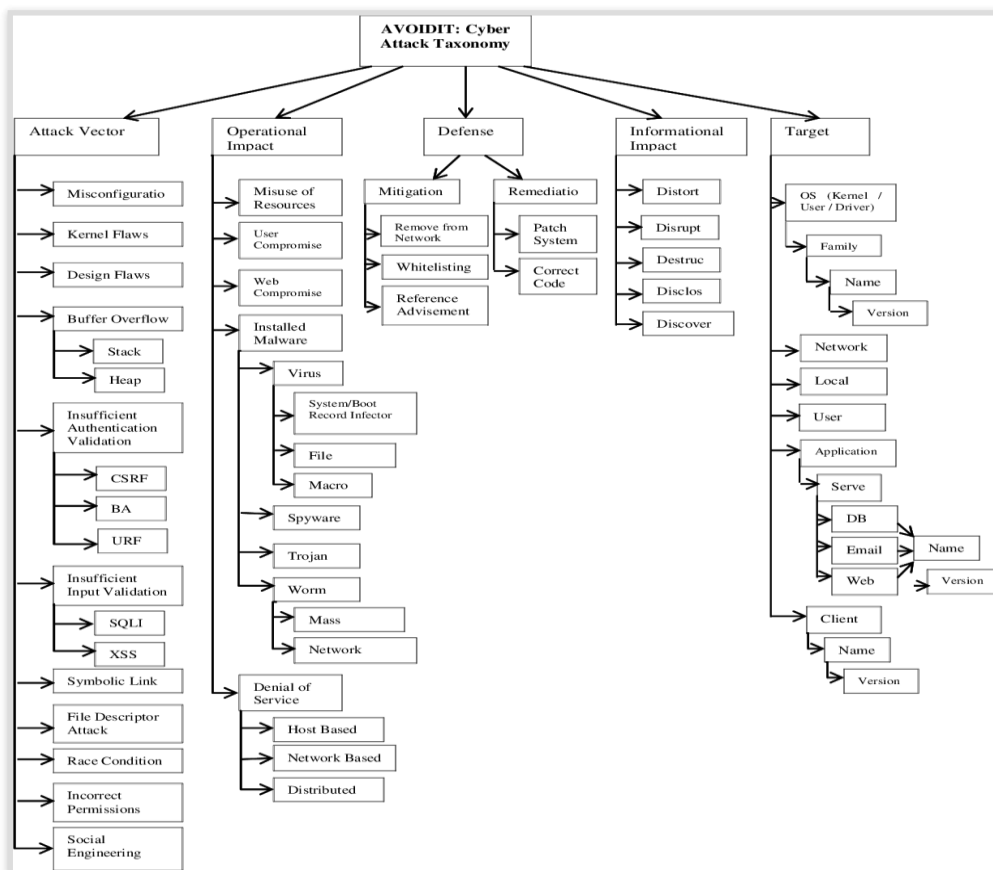 AVOIDIT: Cyber
Attack Taxonomy
Attack Vector
Misconfiguratio
Kernel Flaws
Design Flaws
Buffer Overflow
Stack
Heap
Insufficient
Authentication
Validation
CSRF
BA
URF
Insufficient
Input Validation
SQLI
XSS
Symbolic Link
File Descriptor
Attack
Race Condition
Incorrect
Permissions
Social
Engineering
Operational
Impact
Misuse of
Resources
User
Compromise
Web
Compromise
Installed
Malware
Virus
System/Boot
Record Infector
File
Macro
Spyware
Trojan
Worm
Mass
Network
Denial of
Service
Host Based
Network Based
Distributed
Defense
Mitigation
Remove from
Network
Whitelisting
Reference
Advisement
Remediatio
Patch
System
Correct
Code
Informational
Impact
Distort
Disrupt
Destruc
Disclos
Discover
Target
OS (Kernel /
User / Driver)
Family
Name
Version
Network
Local
User
Application
Serve
DB
Email
Web
Name
Version
Client
Name
Version